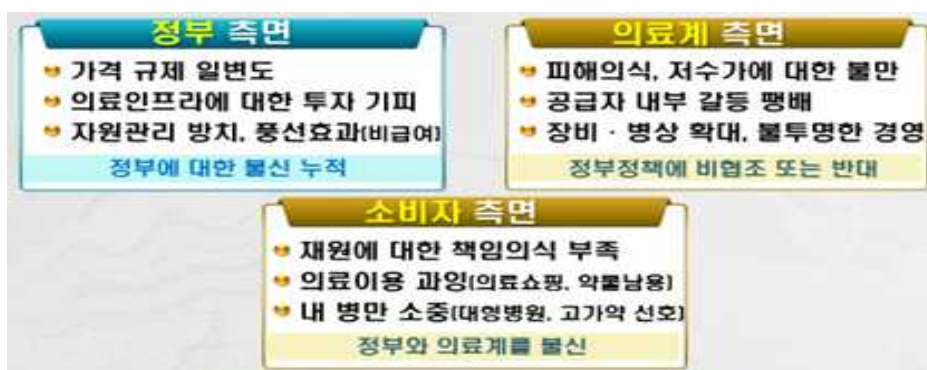 정부 측면
가격 규제 일변도
의료인프라에 대한 투자 기피
자원관리 방치, 풍선효과(비급여)
정부에 대한 불신 누적
의료계 측면
피해의식, 저수가에 대한 불만
공급자 내부 갈등 팽배
장비 · 병상 확대, 불투명한 경영
정부정책에 비협조 또는 반대
소비자 측면
재원에 대한 책임의식 부족
의료이용 과잉(의료쇼핑, 약물남용)
내 병만 소중(대형병원, 고가약 선호)
정부와 의료계를 불신